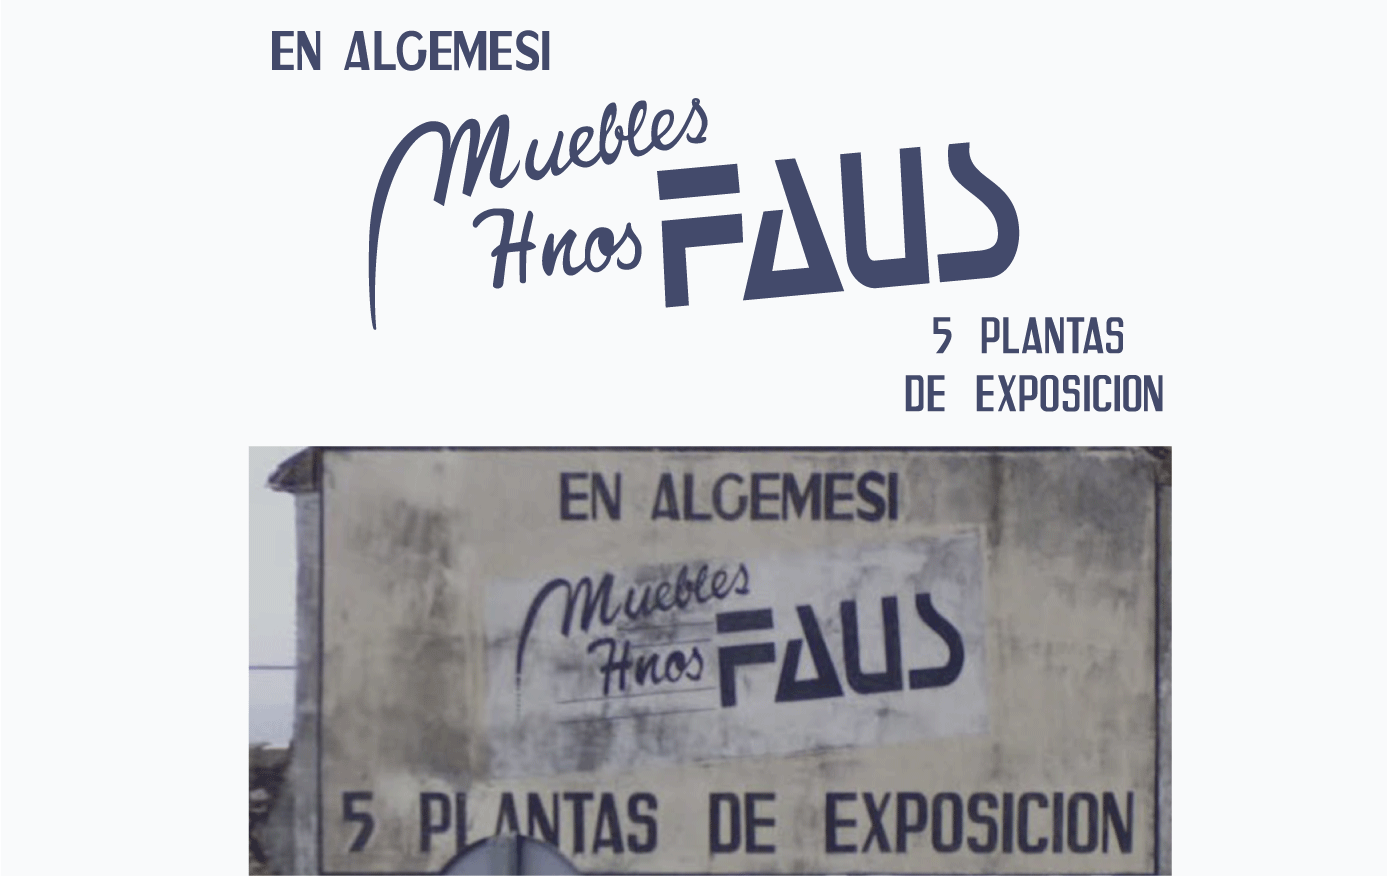 EN ALGEMESI
Muebles
Hnos FAUS
5 PLANTAS
DE EXPOSICION
EN ALGEMESI
Muebles
Hnos FAUS
5 PLANTAS DE EXPOSICION